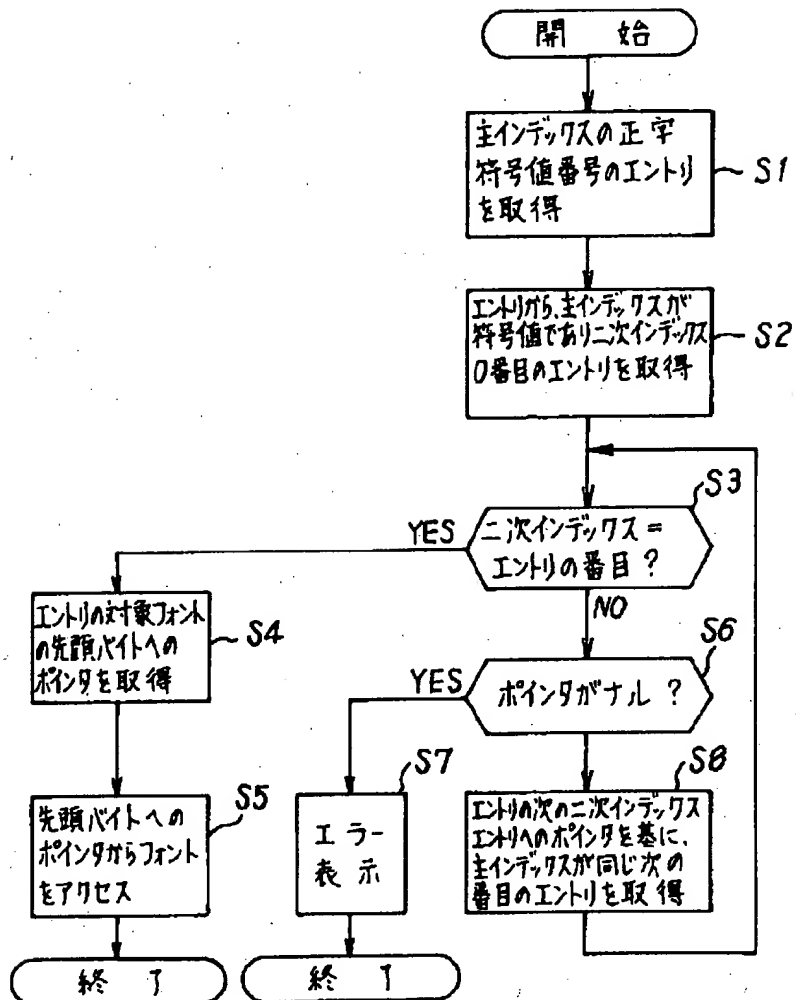 開 始
主インデックスの正字
符号値番号のエントリ
を取得
S1
エントリから、主インデックスが
符号値であり二次インデックス
0番目のエントリを取得
S2
S3
二次インデックス=
エントリの番目?
YES
NO
エントリの対象フォント
の先頭バイトへの
ポインタを取得
S4
S6
ポインタがナル ?
YES
先頭バイトへの
ポインタからフォント
をアクセス
S5
S7
エラー
表 示
S8
エントリの次の二次インデックス
エントリへのポインタを基に、
主インデックスが同じ次の
番目のエントリを取得
終 了
終 了